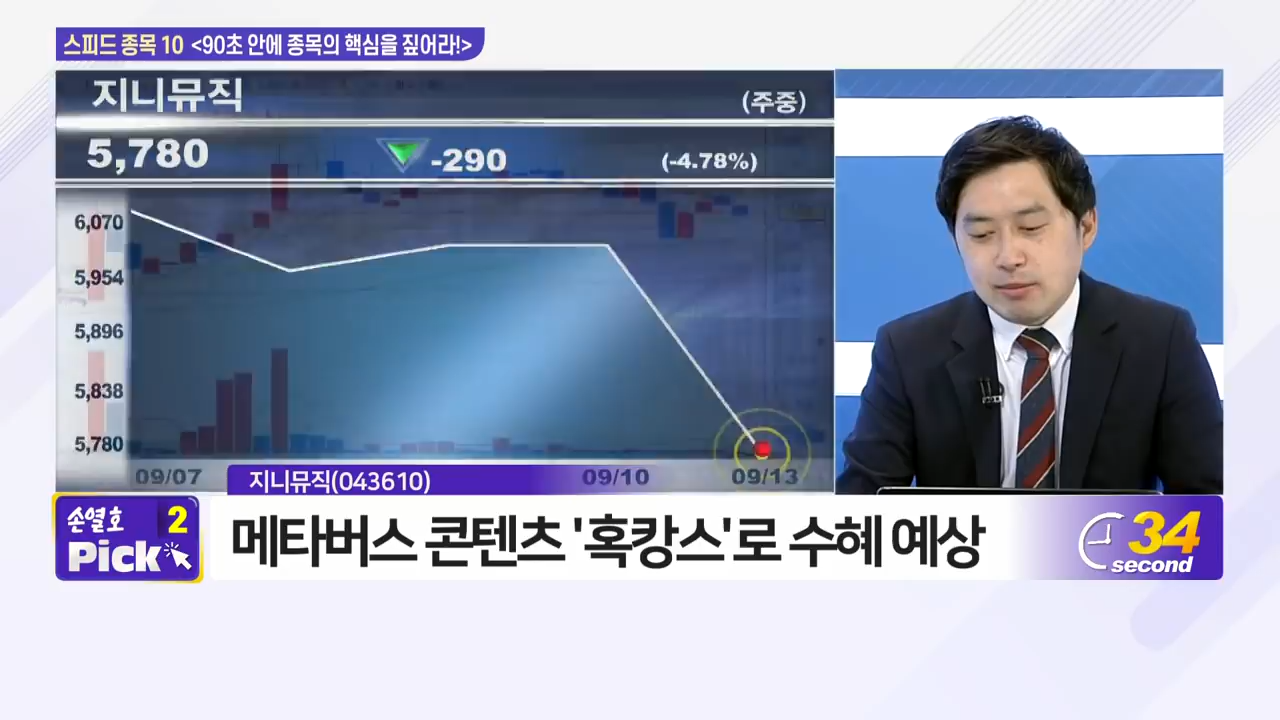 스피드 종목 10 <90초 안에 종목의 핵심을 짚어라!>
지니뮤직
(주중)
5,780
-290
(-4.78%)
6,070
5,954
5,896
5,838
5,780
09/07
09/10
09/13
지니뮤직(043610)
손열호 2
Pick
메타버스 콘텐츠 '혹캉스'로 수혜 예상
34
second